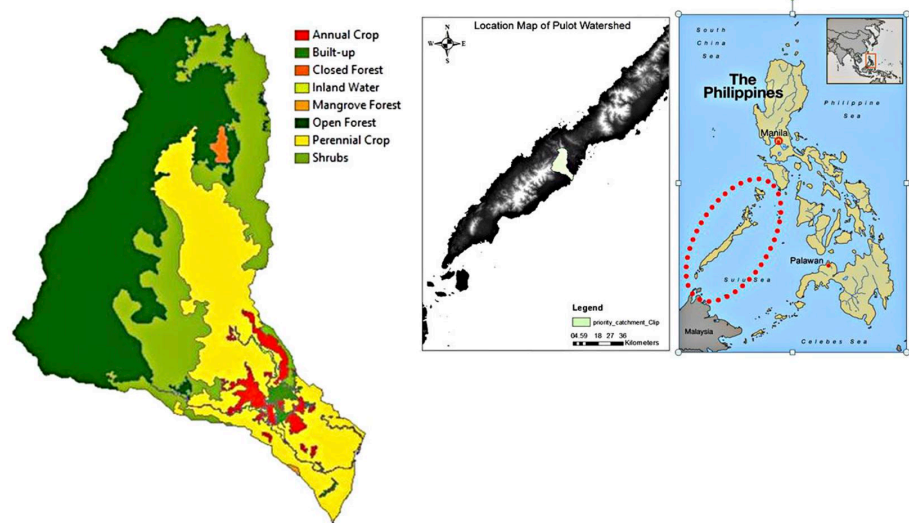 Annual Crop
Built-up
Closed Forest
Inland Water
Mangrove Forest
Open Forest
Perennial Crop
Shrubs
Location Map of Pulot Watershed
N
W E
S
Legend
priority_catchment_Clip
04.59 18 27 36
Kilometers
South
China
Sea
The
Philippines
Philippine
Sea
Manila
Palawan
Sulu Sea
Malaysia
Celebes Sea